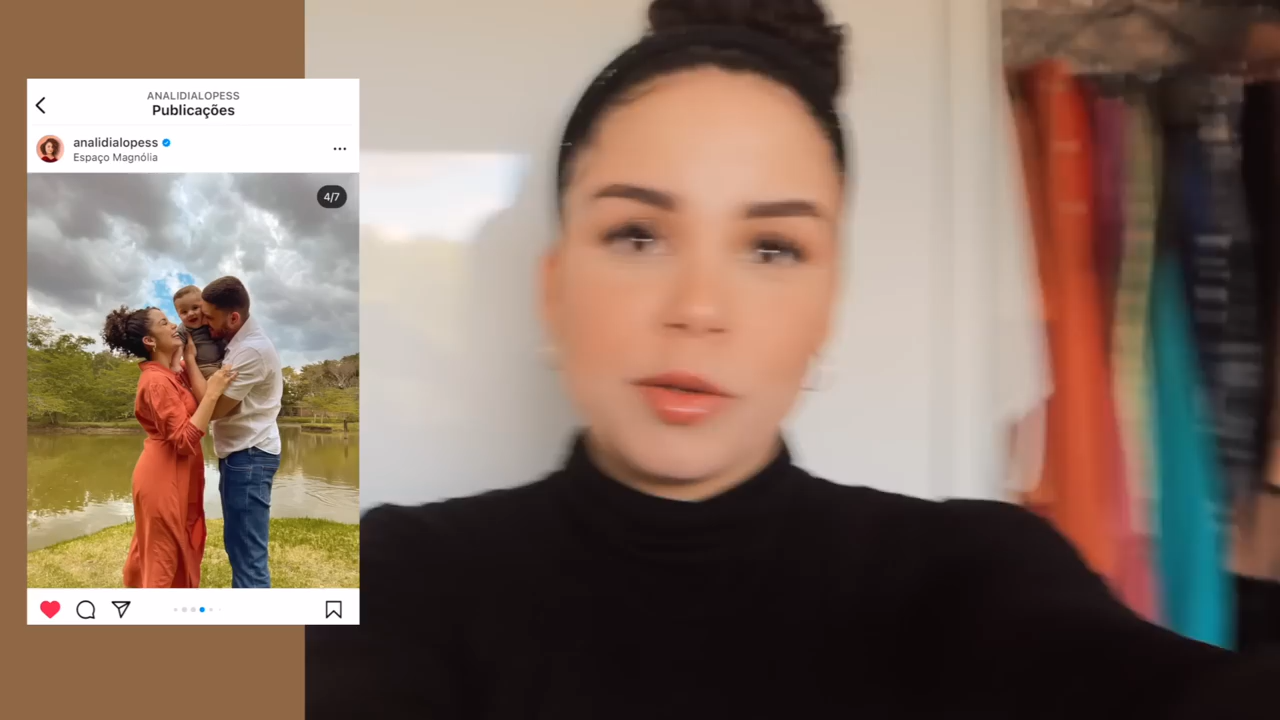 ANALIDIALOPESS
Publicações
analidialopess
Espaço Magnólia
4/7